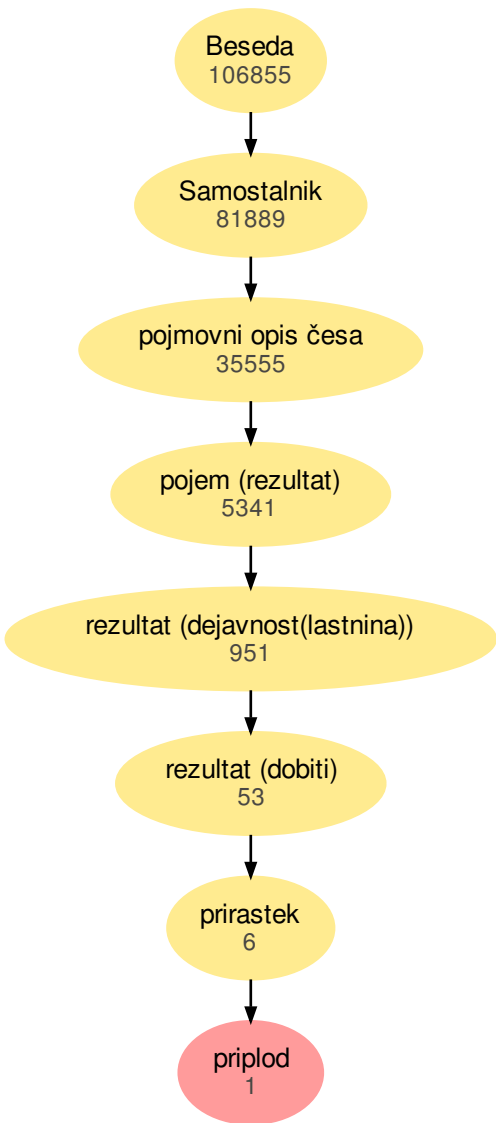 Beseda
106855
Samostalnik
81889
pojmovni opis česa
35555
pojem (rezultat)
5341
rezultat (dejavnost(lastnina))
951
rezultat (dobiti)
53
prirastek
6
priplod
1